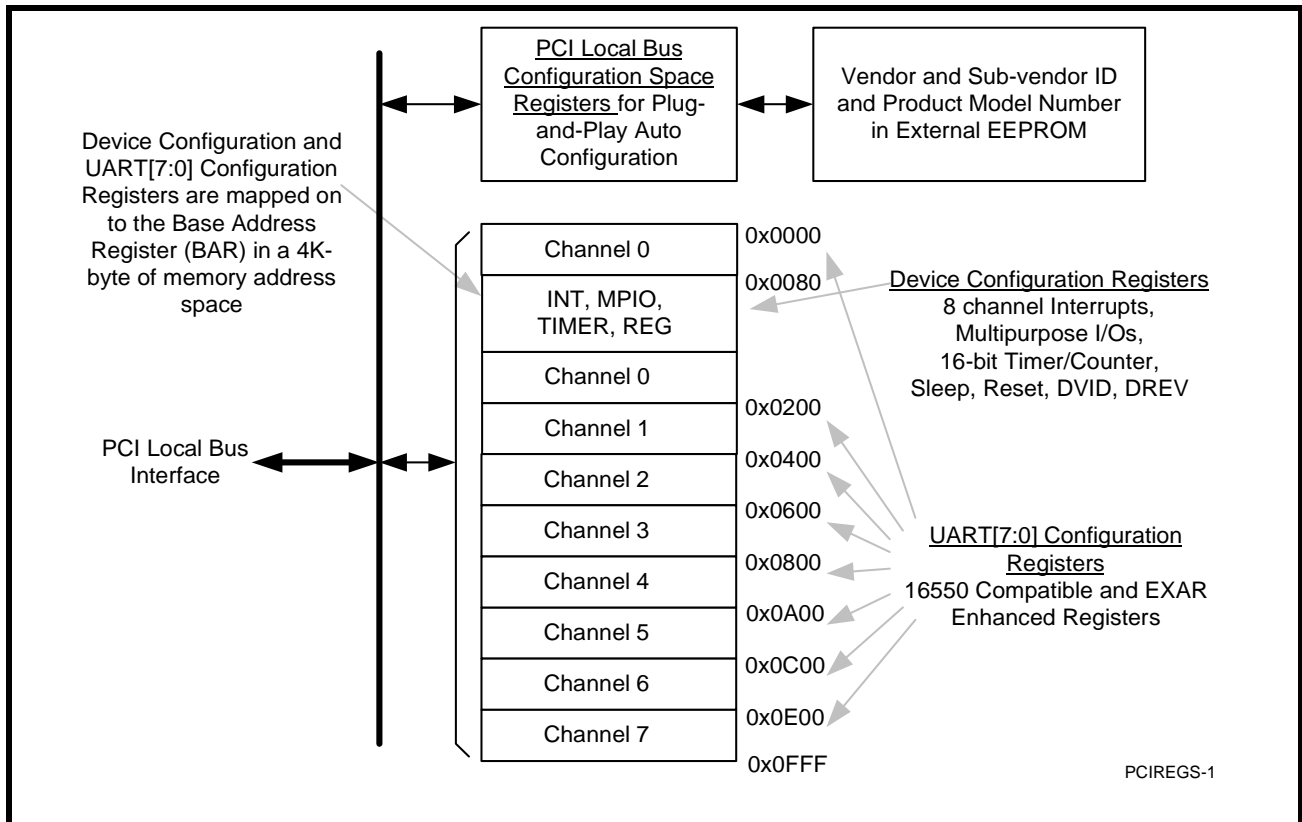 PCI Local Bus
Configuration Space
Registers for Plug-
and-Play Auto
Configuration
Vendor and Sub-vendor ID
and Product Model Number
in External EEPROM
Device Configuration and
UART[7:0] Configuration
Registers are mapped on
to the Base Address
Register (BAR) in a 4K-
byte of memory address
space
Channel 0
INT, MPIO,
TIMER, REG
Channel 0
Channel 1
Channel 2
Channel 3
Channel 4
Channel 5
Channel 6
Channel 7
0x0000
0x0080
0x0200
0x0400
0x0600
0x0800
0x0A00
0x0C00
0x0E00
0x0FFF
Device Configuration Registers
8 channel Interrupts,
Multipurpose I/Os,
16-bit Timer/Counter,
Sleep, Reset, DVID, DREV
PCI Local Bus
Interface
UART[7:0] Configuration
Registers
16550 Compatible and EXAR
Enhanced Registers
PCIREGS-1